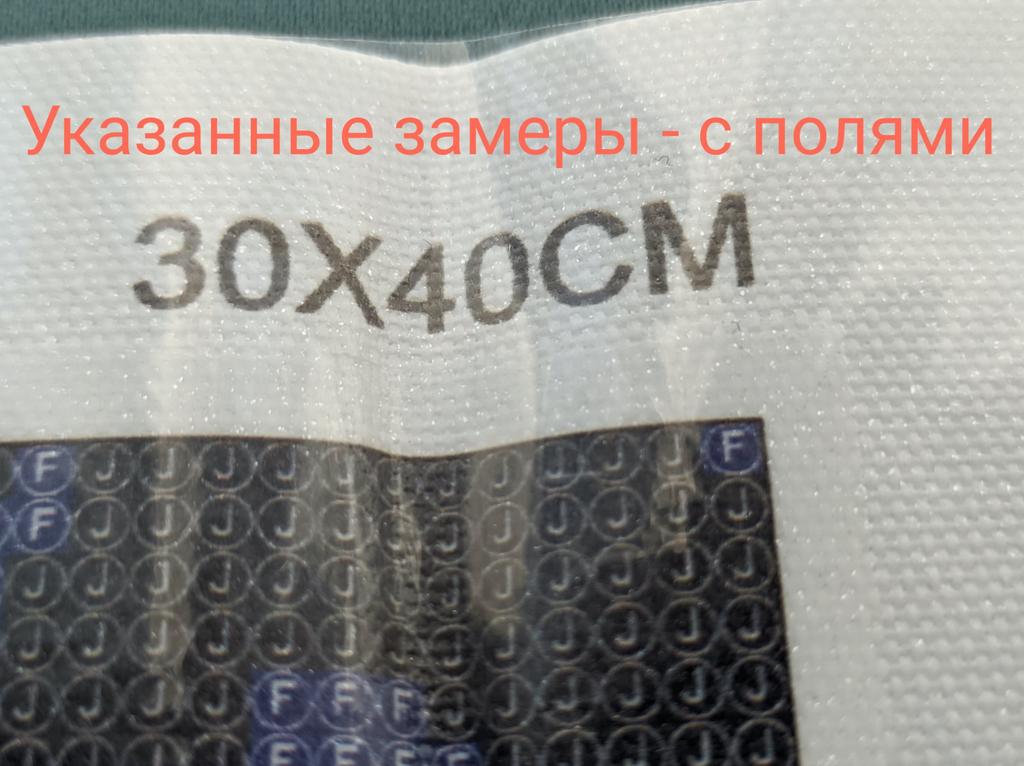 Указанные замеры - с полями
30X40CM
F J J J J J J J J J J J F
F J J J J J J J J J J J J
J J J J J J J J J J J J J
J J J J J J J J J J J J J
J J J J F F F J J J J J J